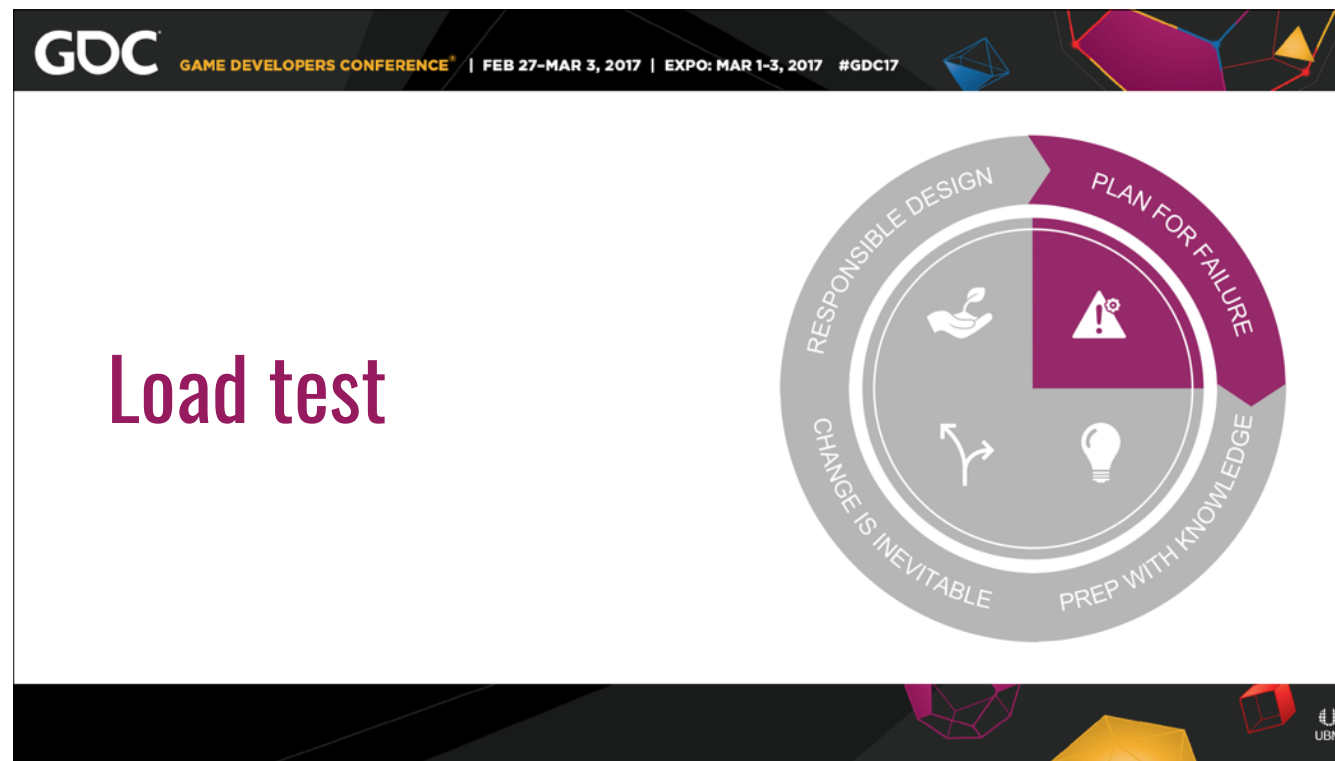 GDC GAME DEVELOPERS CONFERENCE® | FEB 27–MAR 3, 2017 | EXPO: MAR 1–3, 2017 #GDC17
RESPONSIBLE DESIGN
PLAN FOR FAILURE
Load test
CHANGE IS INEVITABLE
PREP WITH KNOWLEDGE